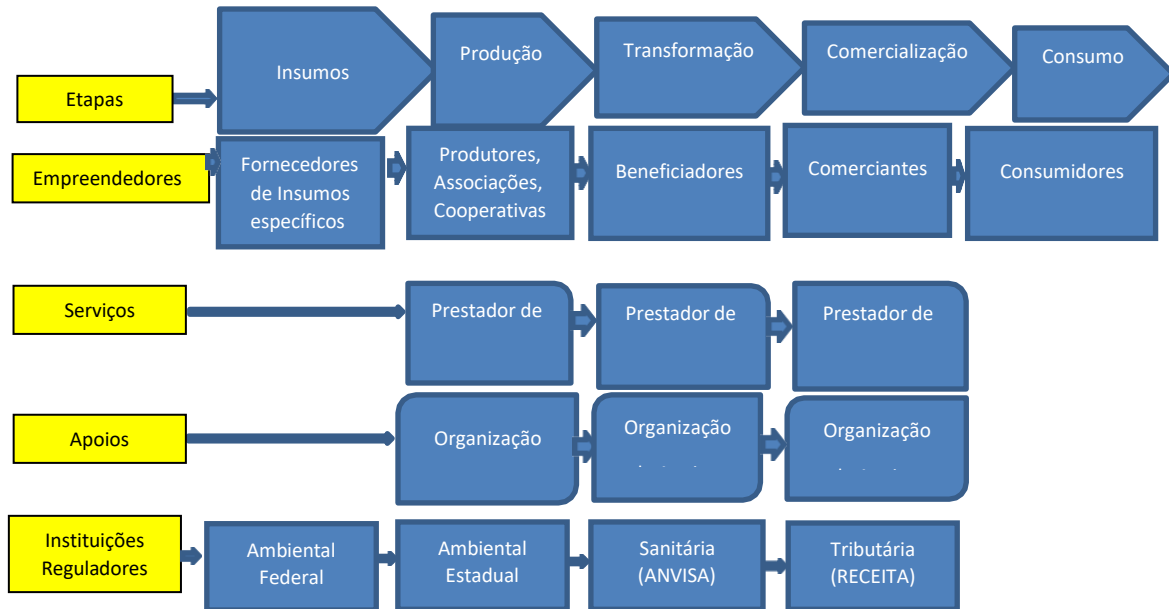 Etapas
Insumos
Produção
Transformação
Comercialização
Consumo
Empreendedores
Fornecedores
de Insumos
específicos
Produtores,
Associações,
Cooperativas
Beneficiadores
Comerciantes
Consumidores
Serviços
Prestador de
Prestador de
Prestador de
Apoios
Organização
Organização
Organização
Instituições
Reguladores
Ambiental
Federal
Ambiental
Estadual
Sanitária
(ANVISA)
Tributária
(RECEITA)